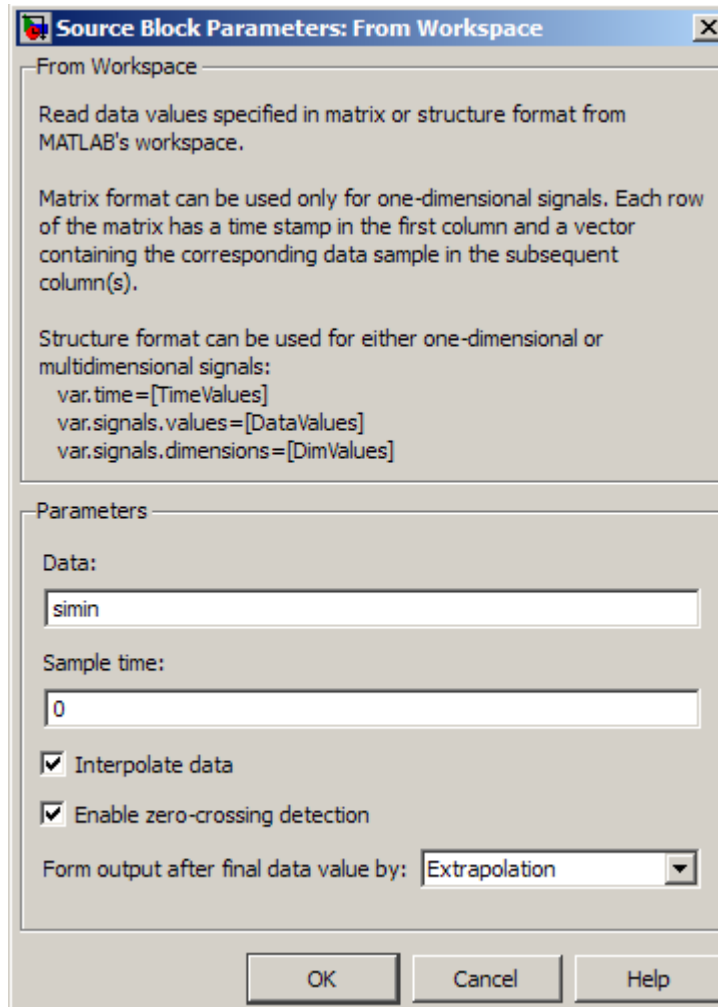 Source Block Parameters: From Workspace
From Workspace
Read data values specified in matrix or structure format from
MATLAB's workspace.
Matrix format can be used only for one-dimensional signals. Each row
of the matrix has a time stamp in the first column and a vector
containing the corresponding data sample in the subsequent
column(s).
Structure format can be used for either one-dimensional or
multidimensional signals:
var.time=[TimeValues]
var.signals.values=[DataValues]
var.signals.dimensions=[DimValues]
Parameters
Data:
simin
Sample time:
0
Interpolate data
Enable zero-crossing detection
Form output after final data value by: Extrapolation
OK Cancel Help